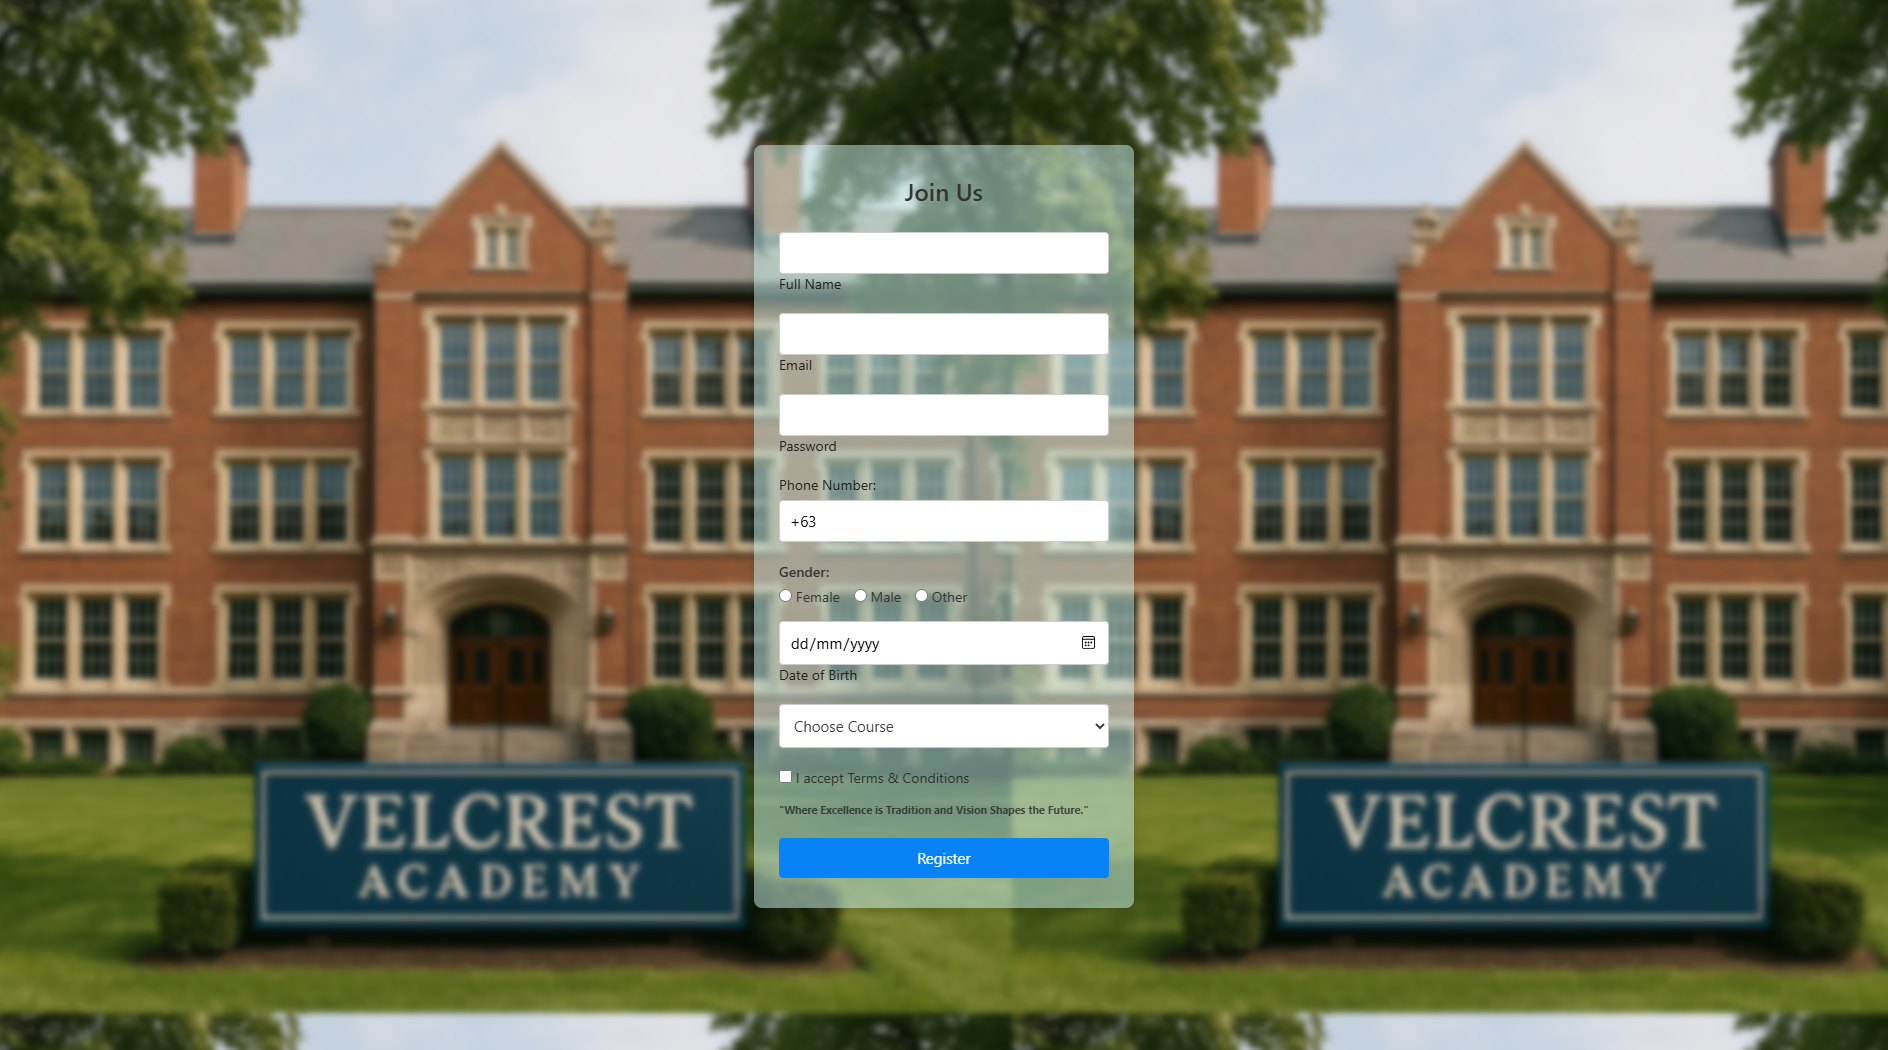 Join Us
Full Name
Email
Password
Phone Number:
+63
Gender:
Female Male Other
dd/mm/yyyy
Date of Birth
Choose Course
I accept Terms & Conditions
"Where Excellence is Tradition and Vision Shapes the Future."
Register
VELCREST
ACADEMY
VELCREST
ACADEMY